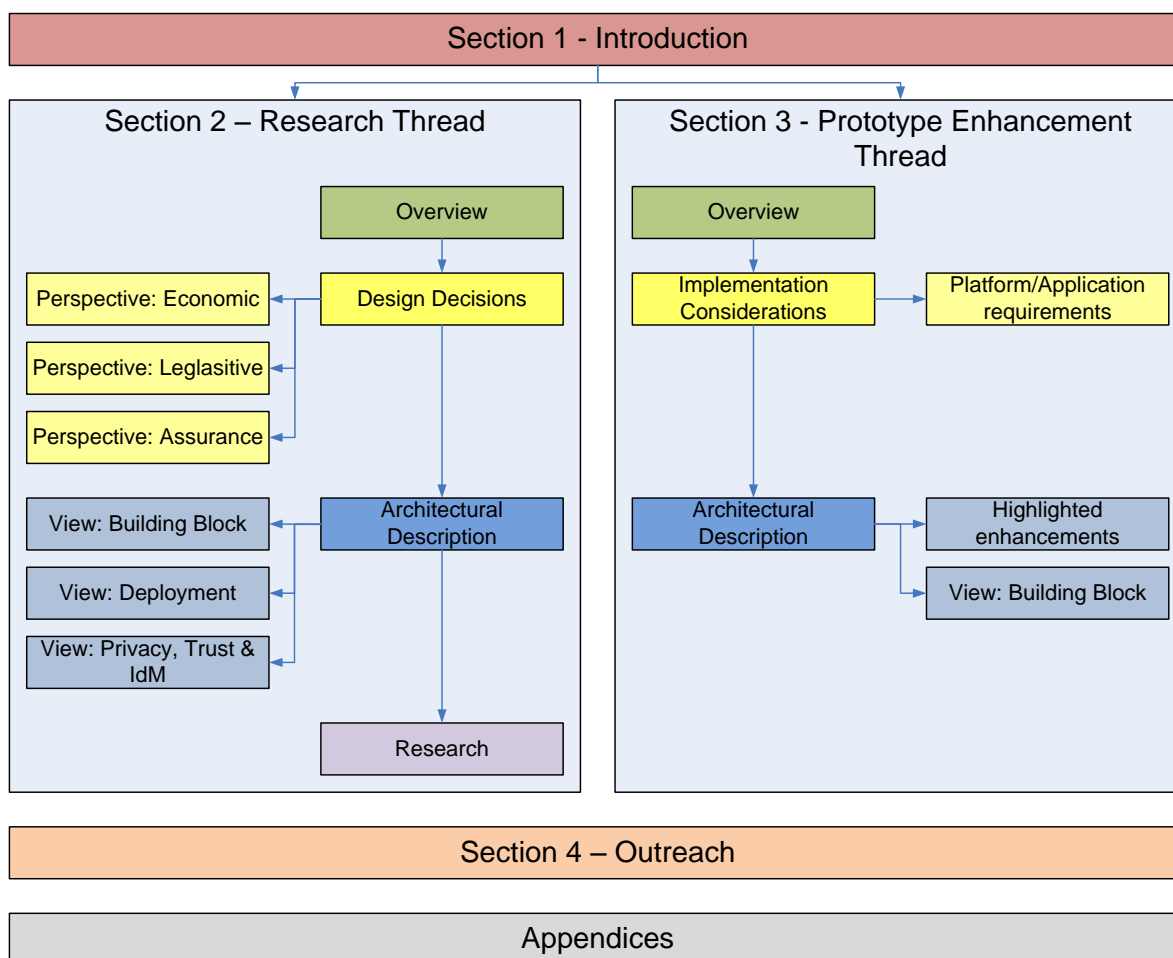 Section 1 - Introduction
Section 2 – Research Thread
Overview
Design Decisions
Perspective: Economic
Perspective: Leglasitive
Perspective: Assurance
Architectural
Description
View: Building Block
View: Deployment
View: Privacy, Trust &
IdM
Research
Section 3 - Prototype Enhancement
Thread
Overview
Implementation
Considerations
Platform/Application
requirements
Architectural
Description
Highlighted
enhancements
View: Building Block
Section 4 – Outreach
Appendices